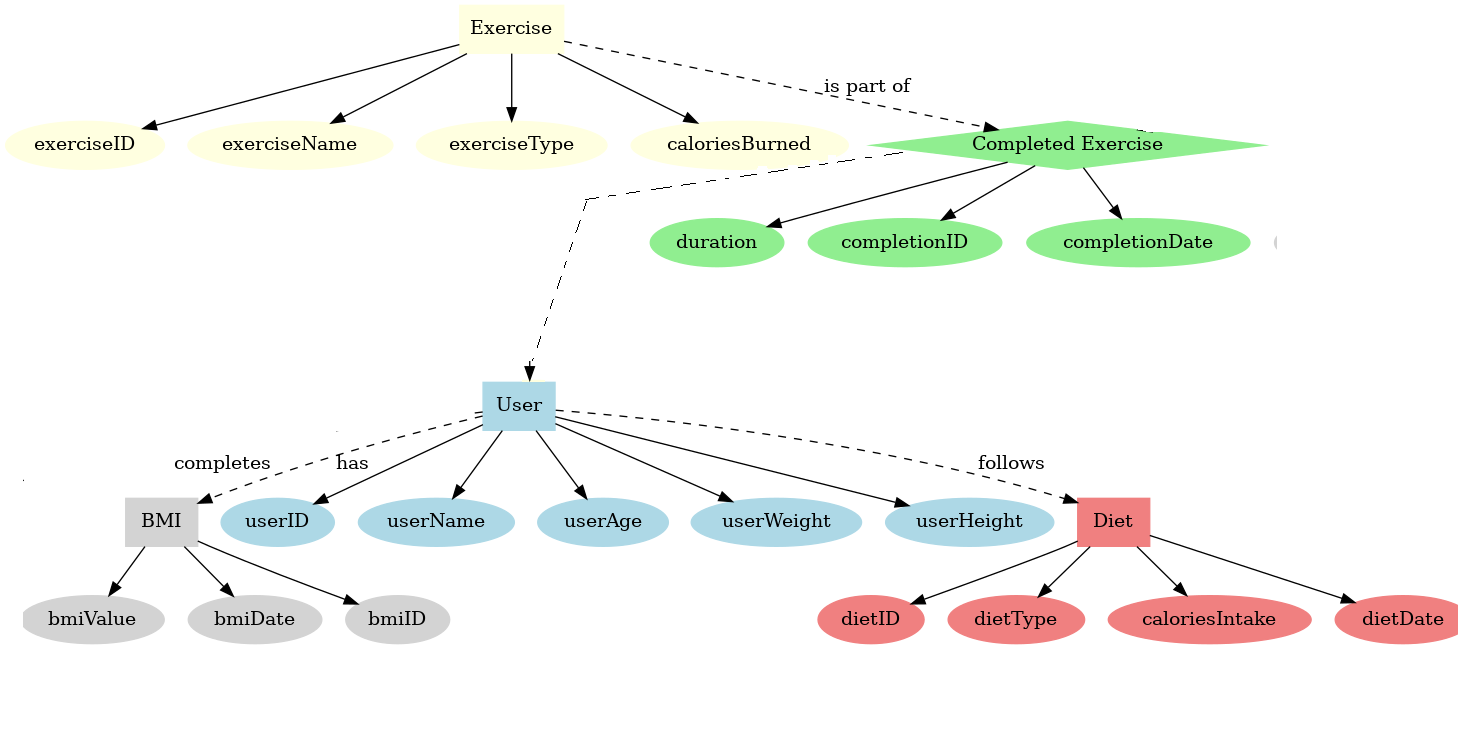 Exercise
is part of
exerciseID
exerciseName
exerciseType
caloriesBurned
Completed Exercise
duration
completionID
completionDate
User
completes
has
follows
BMI
userID
userName
userAge
userWeight
userHeight
Diet
bmiValue
bmiDate
bmiID
dietID
dietType
caloriesIntake
dietDate